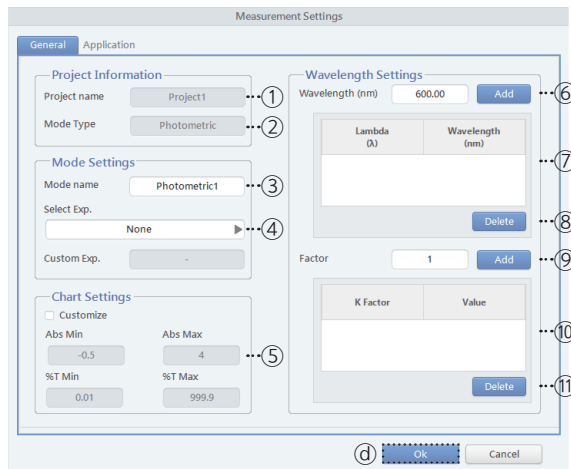 Measurement Settings
General Application
Project Information
Project name Project1 ①
Mode Type Photometric ②
Mode Settings
Mode name Photometric1 ③
Select Exp.
None ④
Custom Exp. -
Chart Settings
Customize
Abs Min Abs Max
-0.5 4 ⑤
%T Min %T Max
0.01 999.9
Wavelength Settings
Wavelength (nm) 600.00 Add ⑥
Lambda Wavelength
(λ) (nm)
⑦
Delete ⑧
Factor 1 Add ⑨
K Factor Value
⑩
Delete ⑪
ⓓ Ok Cancel